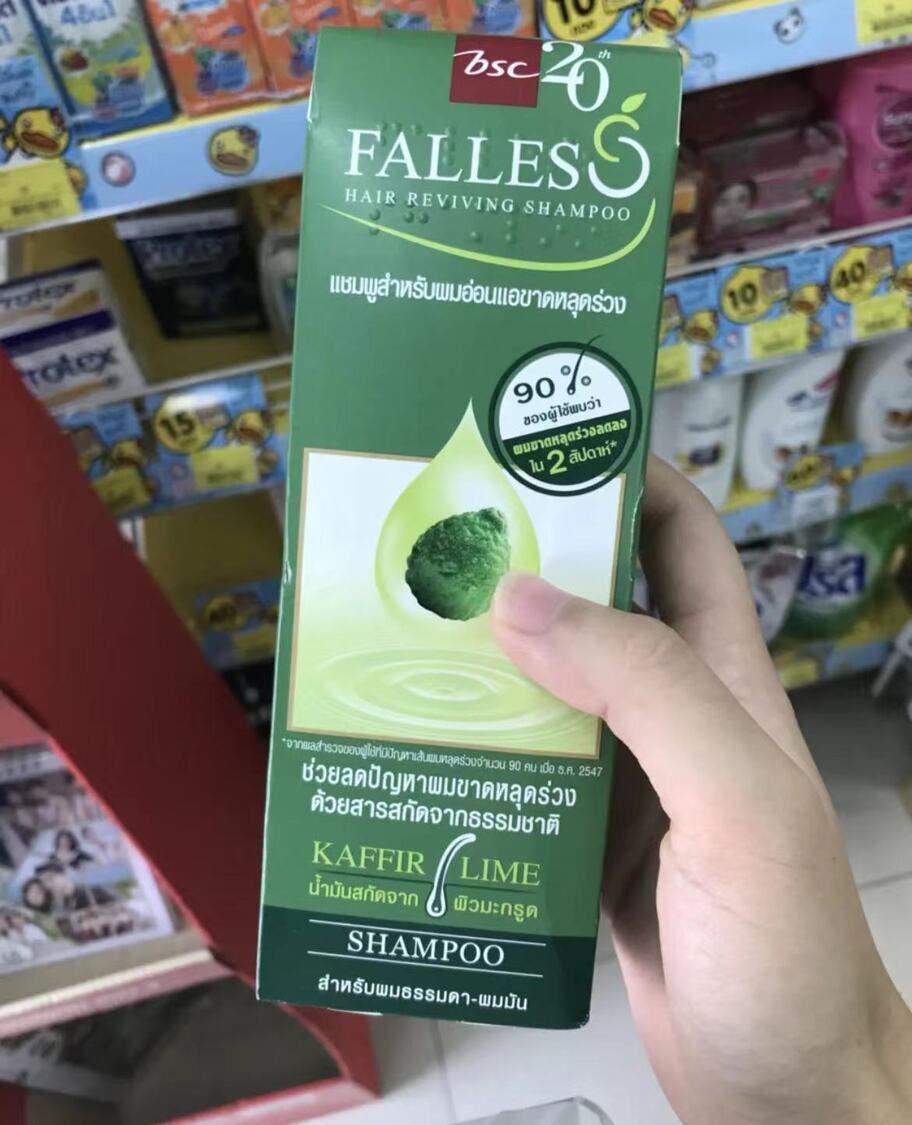 bsc 20th
FALLES
HAIR REVIVING SHAMPOO
แชมพูสำหรับผมอ่อนแอขาดหลุดร่วง
90%
ของผู้ใช้พบว่า
ผมขาดหลุดร่วงลดลง
ใน 2 สัปดาห์*
*จากผลสำรวจของผู้ใช้ที่มีปัญหาเส้นผมหลุดร่วงจำนวน 90 คน เมื่อ ธ.ค. 2547
ช่วยลดปัญหาผมขาดหลุดร่วง
ด้วยสารสกัดจากธรรมชาติ
KAFFIR LIME
น้ำมันสกัดจาก ผิวมะกรูด
SHAMPOO
สำหรับผมธรรมดา-ผมมัน
Protex
rotex
rotex
15
10
40
10